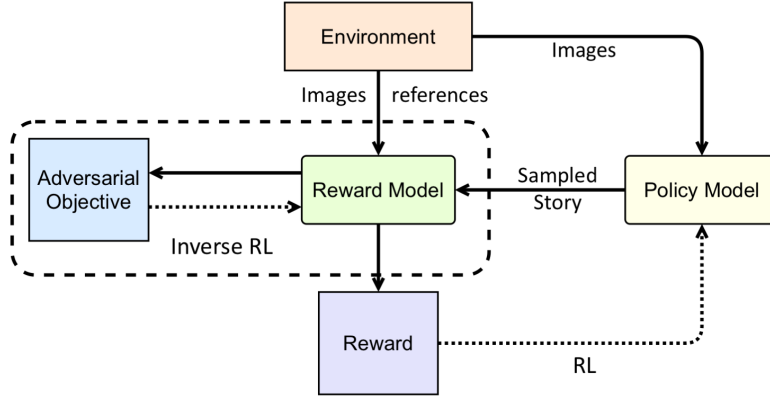 Environment
Images
Images references
Adversarial
Objective
Reward Model
Sampled
Story
Policy Model
Inverse RL
Reward
RL